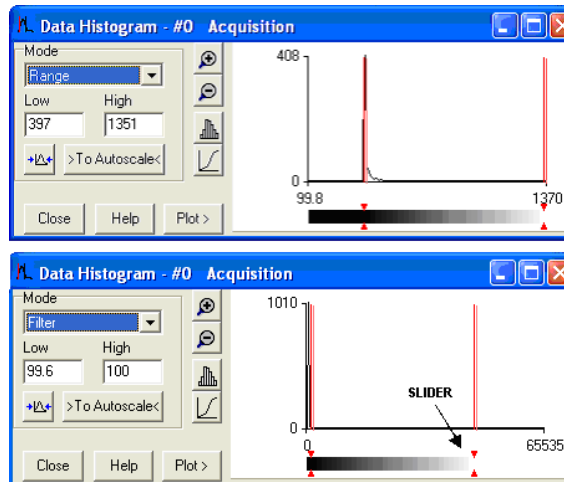 Data Histogram - #0 Acquisition
Mode
Range
Low High
397 1351
>To Autoscale<
Close Help Plot >
408
0
99.8 1370
Data Histogram - #0 Acquisition
Mode
Filter
Low High
99.6 100
>To Autoscale<
Close Help Plot >
1010
0
SLIDER
0 65535